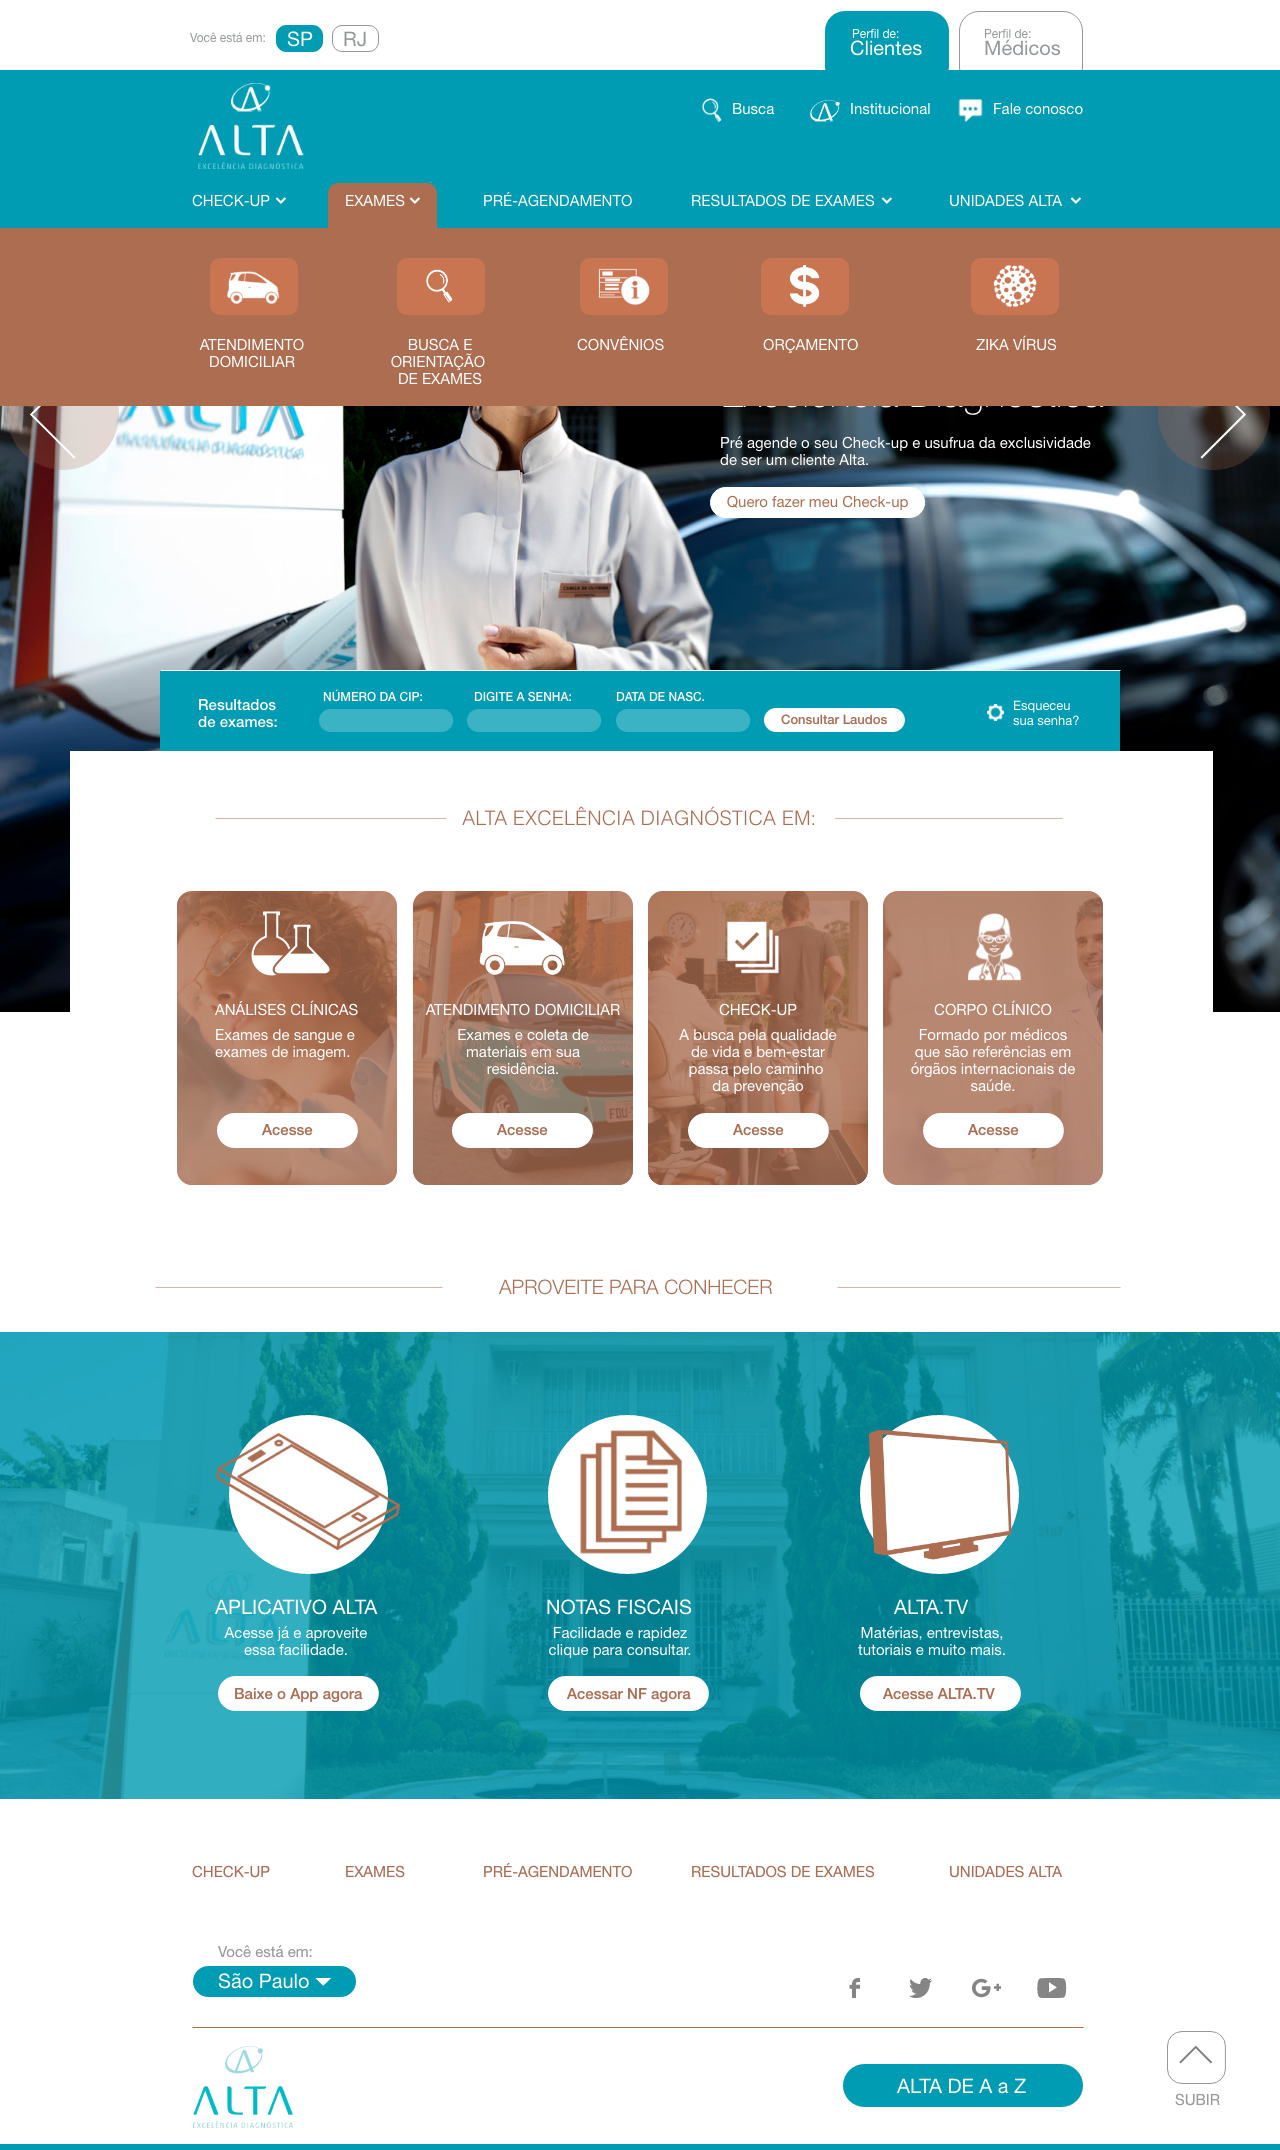 Você está em:
SP
RJ
Perfil de:
Clientes
Perfil de:
Médicos
ALTA
EXCELÊNCIA DIAGNÓSTICA
Busca
Institucional
Fale conosco
CHECK-UP
EXAMES
PRÉ-AGENDAMENTO
RESULTADOS DE EXAMES
UNIDADES ALTA
ATENDIMENTO
DOMICILIAR
BUSCA E
ORIENTAÇÃO
DE EXAMES
CONVÊNIOS
ORÇAMENTO
ZIKA VÍRUS
ALTA
EXCELÊNCIA DIAGNÓSTICA
Excelência Diagnóstica
Pré agende o seu Check-up e usufrua da exclusividade
de ser um cliente Alta.
Quero fazer meu Check-up
Resultados
de exames:
NÚMERO DA CIP:
DIGITE A SENHA:
DATA DE NASC.
Consultar Laudos
Esqueceu
sua senha?
ALTA EXCELÊNCIA DIAGNÓSTICA EM:
ANÁLISES CLÍNICAS
Exames de sangue e
exames de imagem.
Acesse
ATENDIMENTO DOMICILIAR
Exames e coleta de
materiais em sua
residência.
Acesse
CHECK-UP
A busca pela qualidade
de vida e bem-estar
passa pelo caminho
da prevenção
Acesse
CORPO CLÍNICO
Formado por médicos
que são referências em
órgãos internacionais de
saúde.
Acesse
APROVEITE PARA CONHECER
APLICATIVO ALTA
Acesse já e aproveite
essa facilidade.
Baixe o App agora
NOTAS FISCAIS
Facilidade e rapidez
clique para consultar.
Acessar NF agora
ALTA.TV
Matérias, entrevistas,
tutoriais e muito mais.
Acesse ALTA.TV
CHECK-UP
EXAMES
PRÉ-AGENDAMENTO
RESULTADOS DE EXAMES
UNIDADES ALTA
Você está em:
São Paulo
ALTA
EXCELÊNCIA DIAGNÓSTICA
ALTA DE A a Z
SUBIR